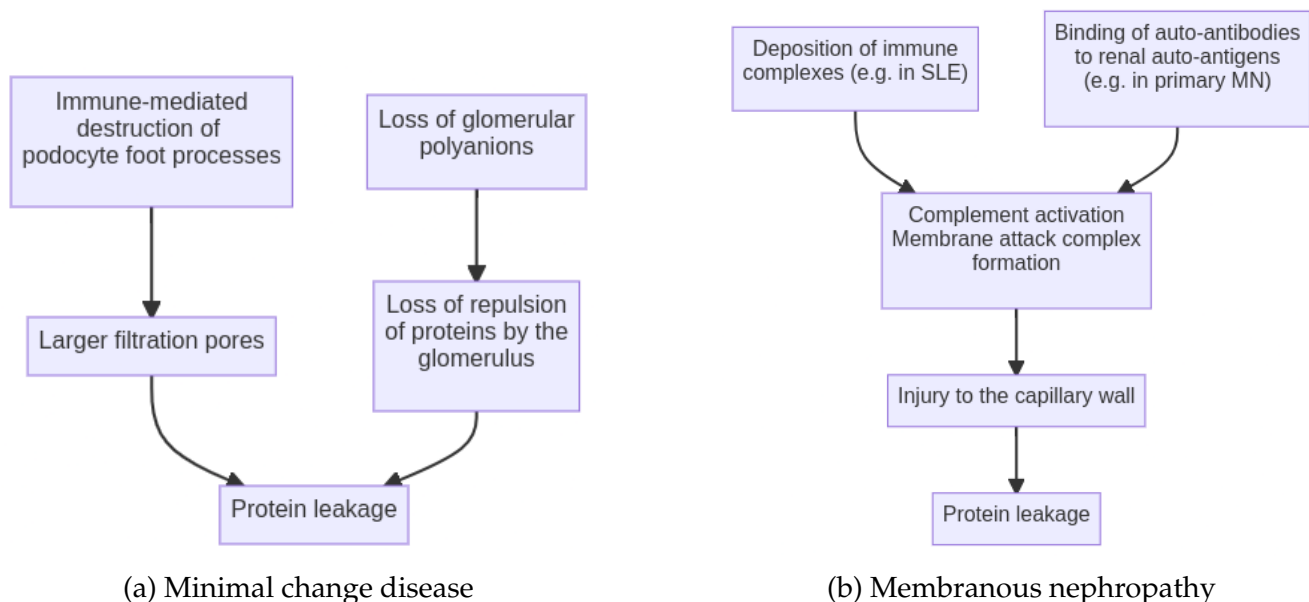 Immune-mediated
destruction of
podocyte foot processes
Loss of glomerular
polyanions
Larger filtration pores
Loss of repulsion
of proteins by the
glomerulus
Protein leakage
(a) Minimal change disease
Deposition of immune
complexes (e.g. in SLE)
Binding of auto-antibodies
to renal auto-antigens
(e.g. in primary MN)
Complement activation
Membrane attack complex
formation
Injury to the capillary wall
Protein leakage
(b) Membranous nephropathy